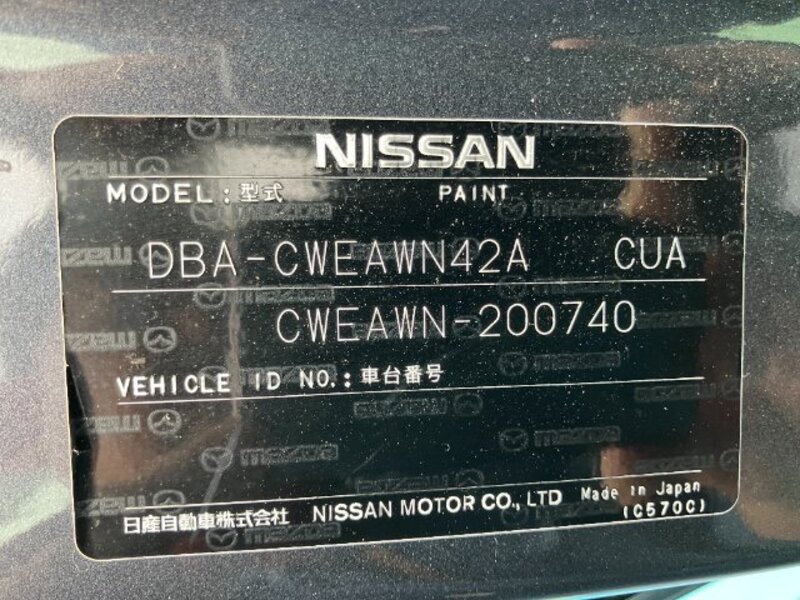 NISSAN
MODEL : 型式 PAINT
DBA-CWEAWN42A CUA
CWEAWN-200740
VEHICLE ID NO.: 車台番号
日産自動車株式会社 NISSAN MOTOR CO., LTD Made in Japan
(C570C)